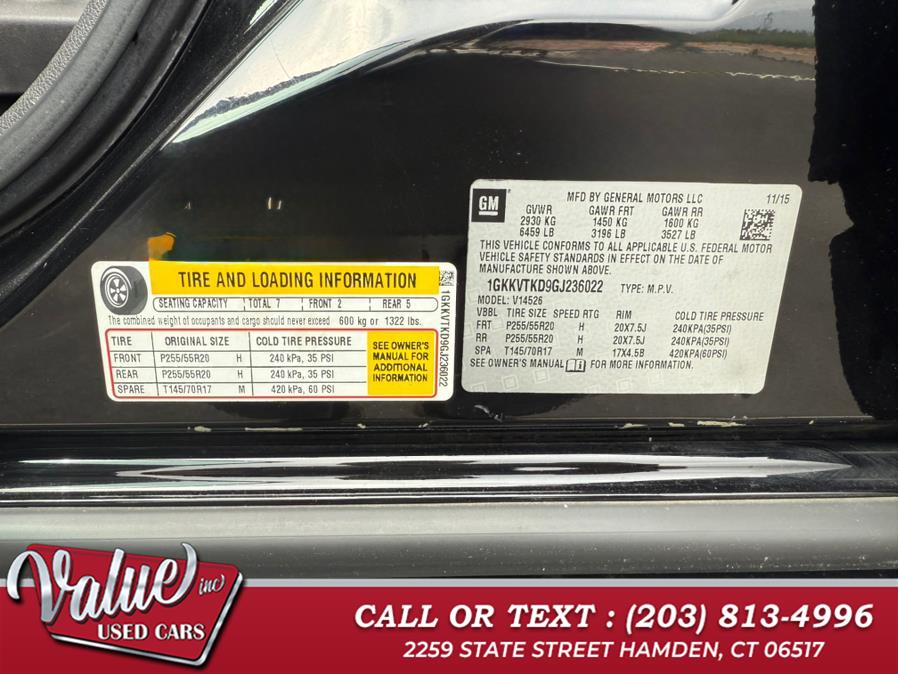 TIRE AND LOADING INFORMATION
SEATING CAPACITY TOTAL 7 FRONT 2 REAR 5
The combined weight of occupants and cargo should never exceed 600 kg or 1322 lbs.
TIRE ORIGINAL SIZE COLD TIRE PRESSURE
FRONT P255/55R20 H 240 kPa, 35 PSI
REAR P255/55R20 H 240 kPa, 35 PSI
SPARE T145/70R17 M 420 kPa, 60 PSI
SEE OWNER'S
MANUAL FOR
ADDITIONAL
INFORMATION
1GKKVTKD9GJ236022
GM
MFD BY GENERAL MOTORS LLC 11/15
GVWR GAWR FRT GAWR RR
2930 KG 1450 KG 1600 KG
6459 LB 3196 LB 3527 LB
THIS VEHICLE CONFORMS TO ALL APPLICABLE U.S. FEDERAL MOTOR
VEHICLE SAFETY STANDARDS IN EFFECT ON THE DATE OF
MANUFACTURE SHOWN ABOVE.
1GKKVTKD9GJ236022 TYPE: M.P.V.
MODEL: V14526
VBBL TIRE SIZE SPEED RTG RIM COLD TIRE PRESSURE
FRT P255/55R20 H 20X7.5J 240KPA(35PSI)
RR P255/55R20 H 20X7.5J 240KPA(35PSI)
SPA T145/70R17 M 17X4.5B 420KPA(60PSI)
SEE OWNER'S MANUAL FOR MORE INFORMATION.
Value inc
USED CARS
CALL OR TEXT : (203) 813-4996
2259 STATE STREET HAMDEN, CT 06517